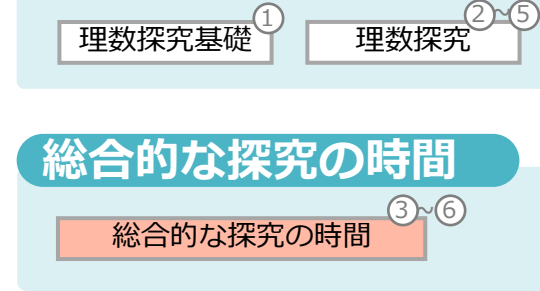 理数探究基礎① 理数探究②~⑤
総合的な探究の時間
総合的な探究の時間③~⑥